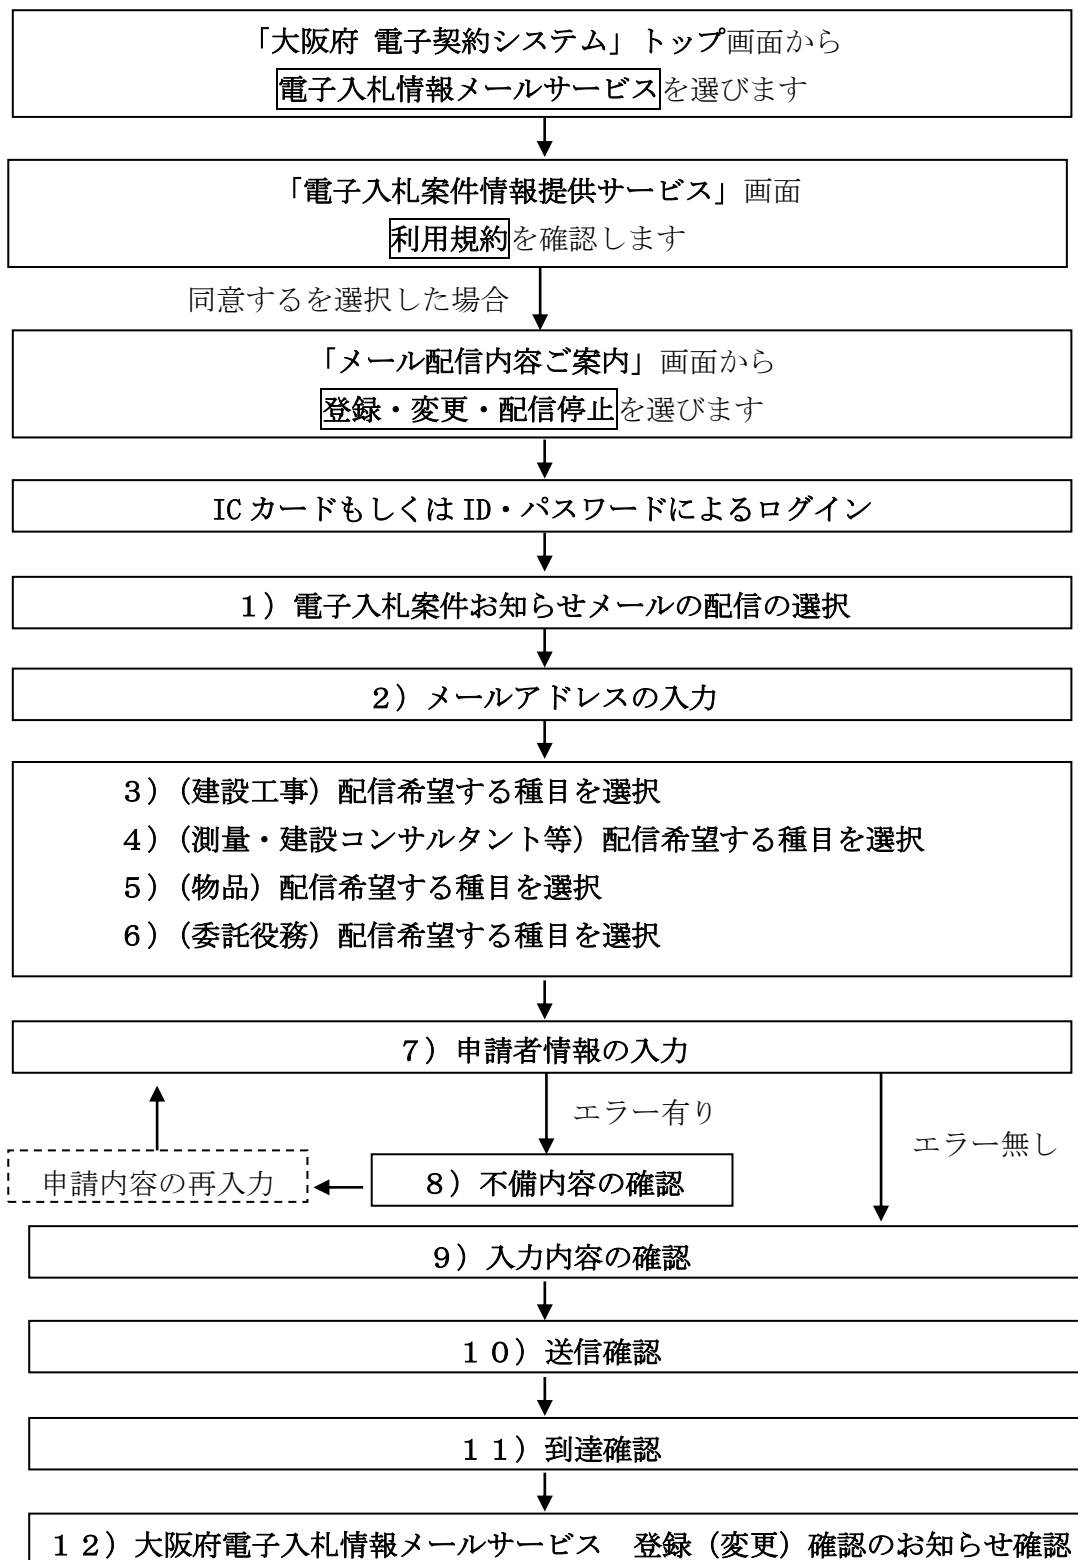 「大阪府 電子契約システム」トップ画面から
電子入札情報メールサービスを選びます
「電子入札案件情報提供サービス」画面
利用規約を確認します
同意するを選択した場合
「メール配信内容ご案内」画面から
登録・変更・配信停止を選びます
ICカードもしくはID・パスワードによるログイン
１）電子入札案件お知らせメールの配信の選択
２）メールアドレスの入力
３）（建設工事）配信希望する種目を選択
４）（測量・建設コンサルタント等）配信希望する種目を選択
５）（物品）配信希望する種目を選択
６）（委託役務）配信希望する種目を選択
７）申請者情報の入力
エラー有り
エラー無し
申請内容の再入力
８）不備内容の確認
９）入力内容の確認
１０）送信確認
１１）到達確認
１２）大阪府電子入札情報メールサービス　登録（変更）確認のお知らせ確認